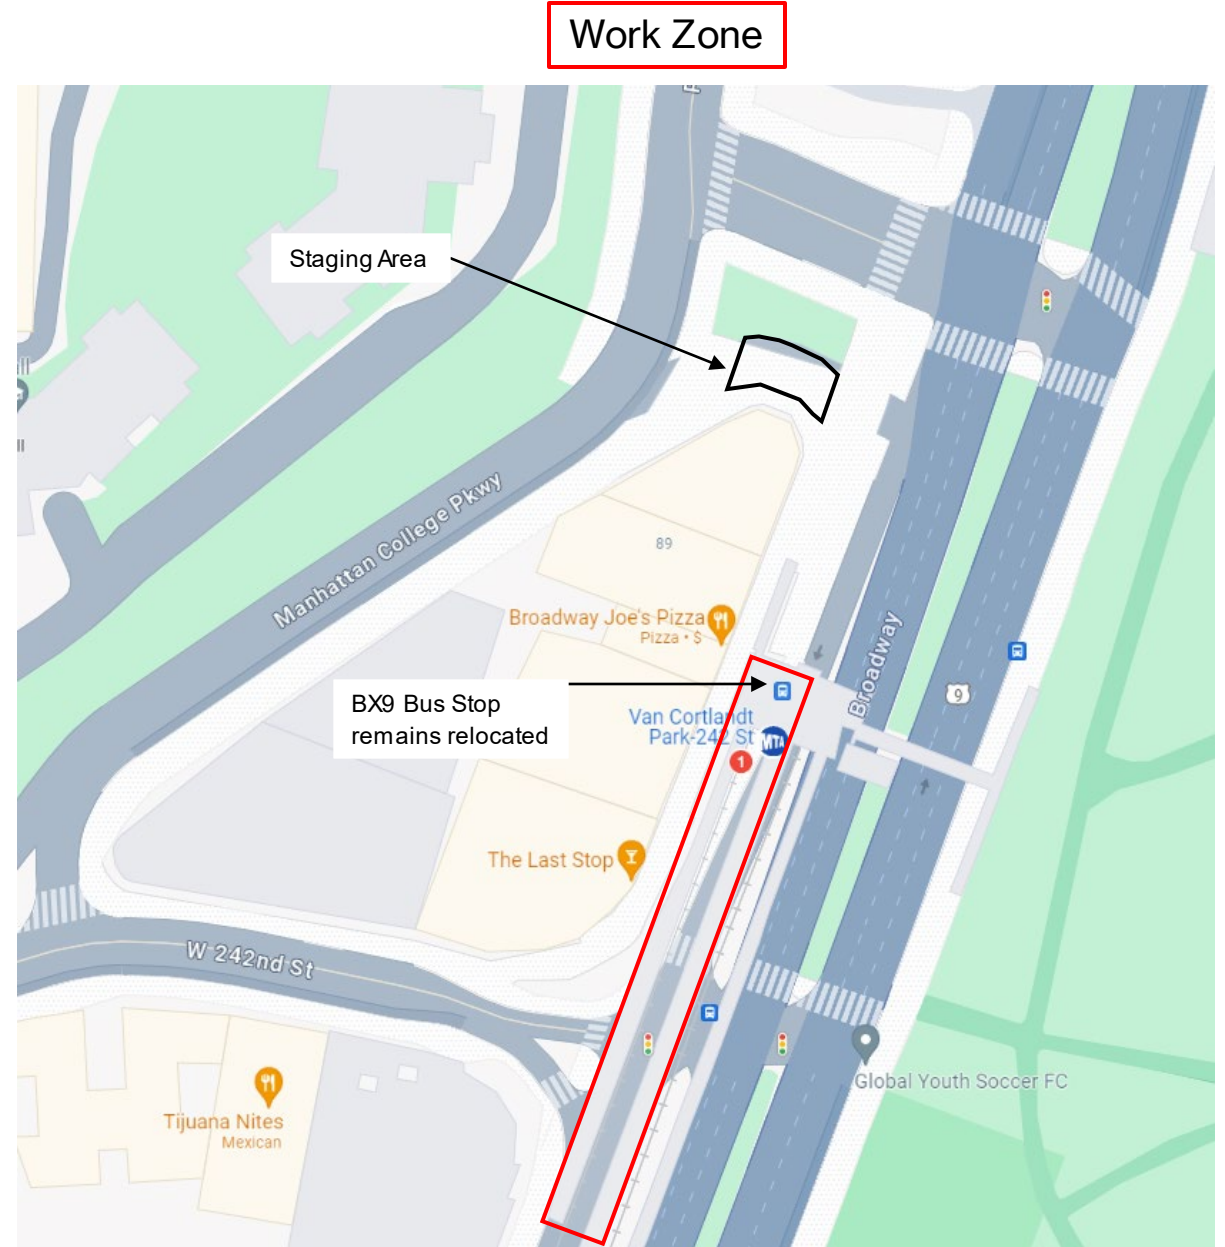 Work Zone
Staging Area
Manhattan College Pkwy
89
Broadway Joe's Pizza
Pizza • $
Broadway
9
BX9 Bus Stop
remains relocated
Van Cortlandt
Park-242 St
MTA
1
The Last Stop
W 242nd St
Global Youth Soccer FC
Tijuana Nites
Mexican